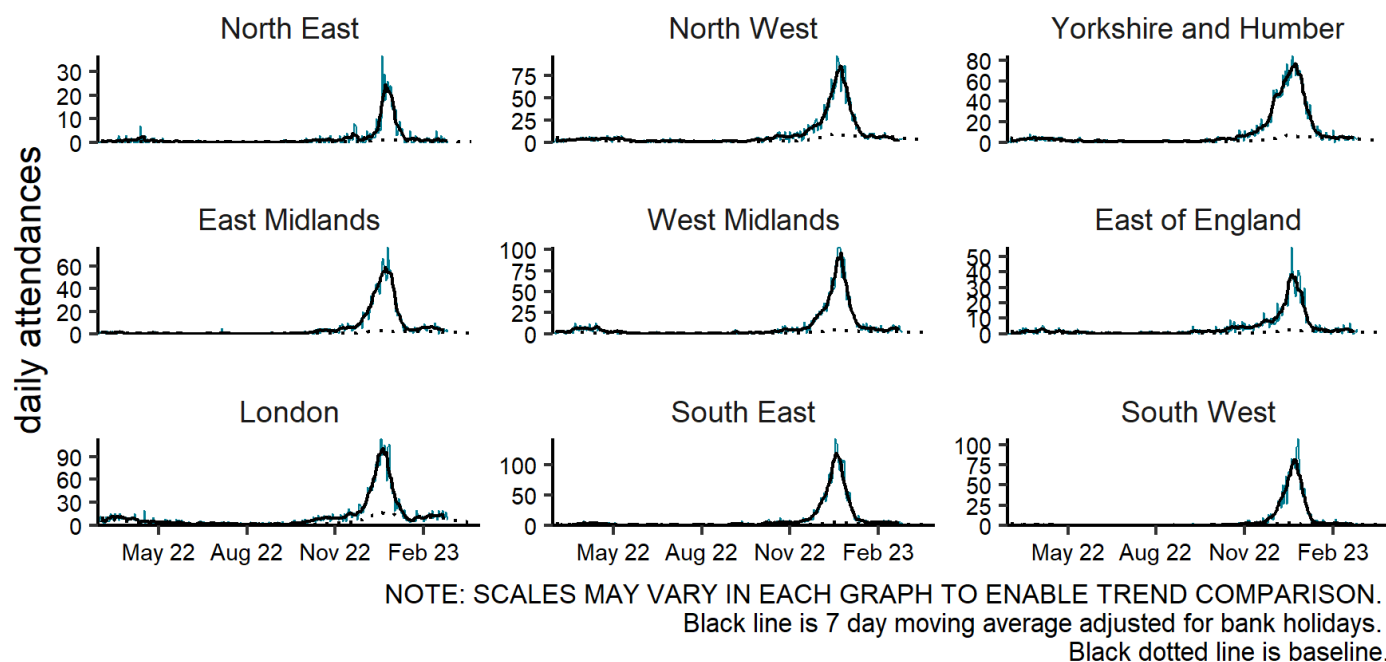 North East
North West
Yorkshire and Humber
30
20
10
0
75
50
25
0
80
60
40
20
0
daily attendances
East Midlands
West Midlands
East of England
60
40
20
0
100
75
50
25
0
50
40
30
20
10
0
London
South East
South West
90
60
30
0
100
50
0
100
75
50
25
0
May 22 Aug 22 Nov 22 Feb 23
May 22 Aug 22 Nov 22 Feb 23
May 22 Aug 22 Nov 22 Feb 23
NOTE: SCALES MAY VARY IN EACH GRAPH TO ENABLE TREND COMPARISON.
Black line is 7 day moving average adjusted for bank holidays.
Black dotted line is baseline.